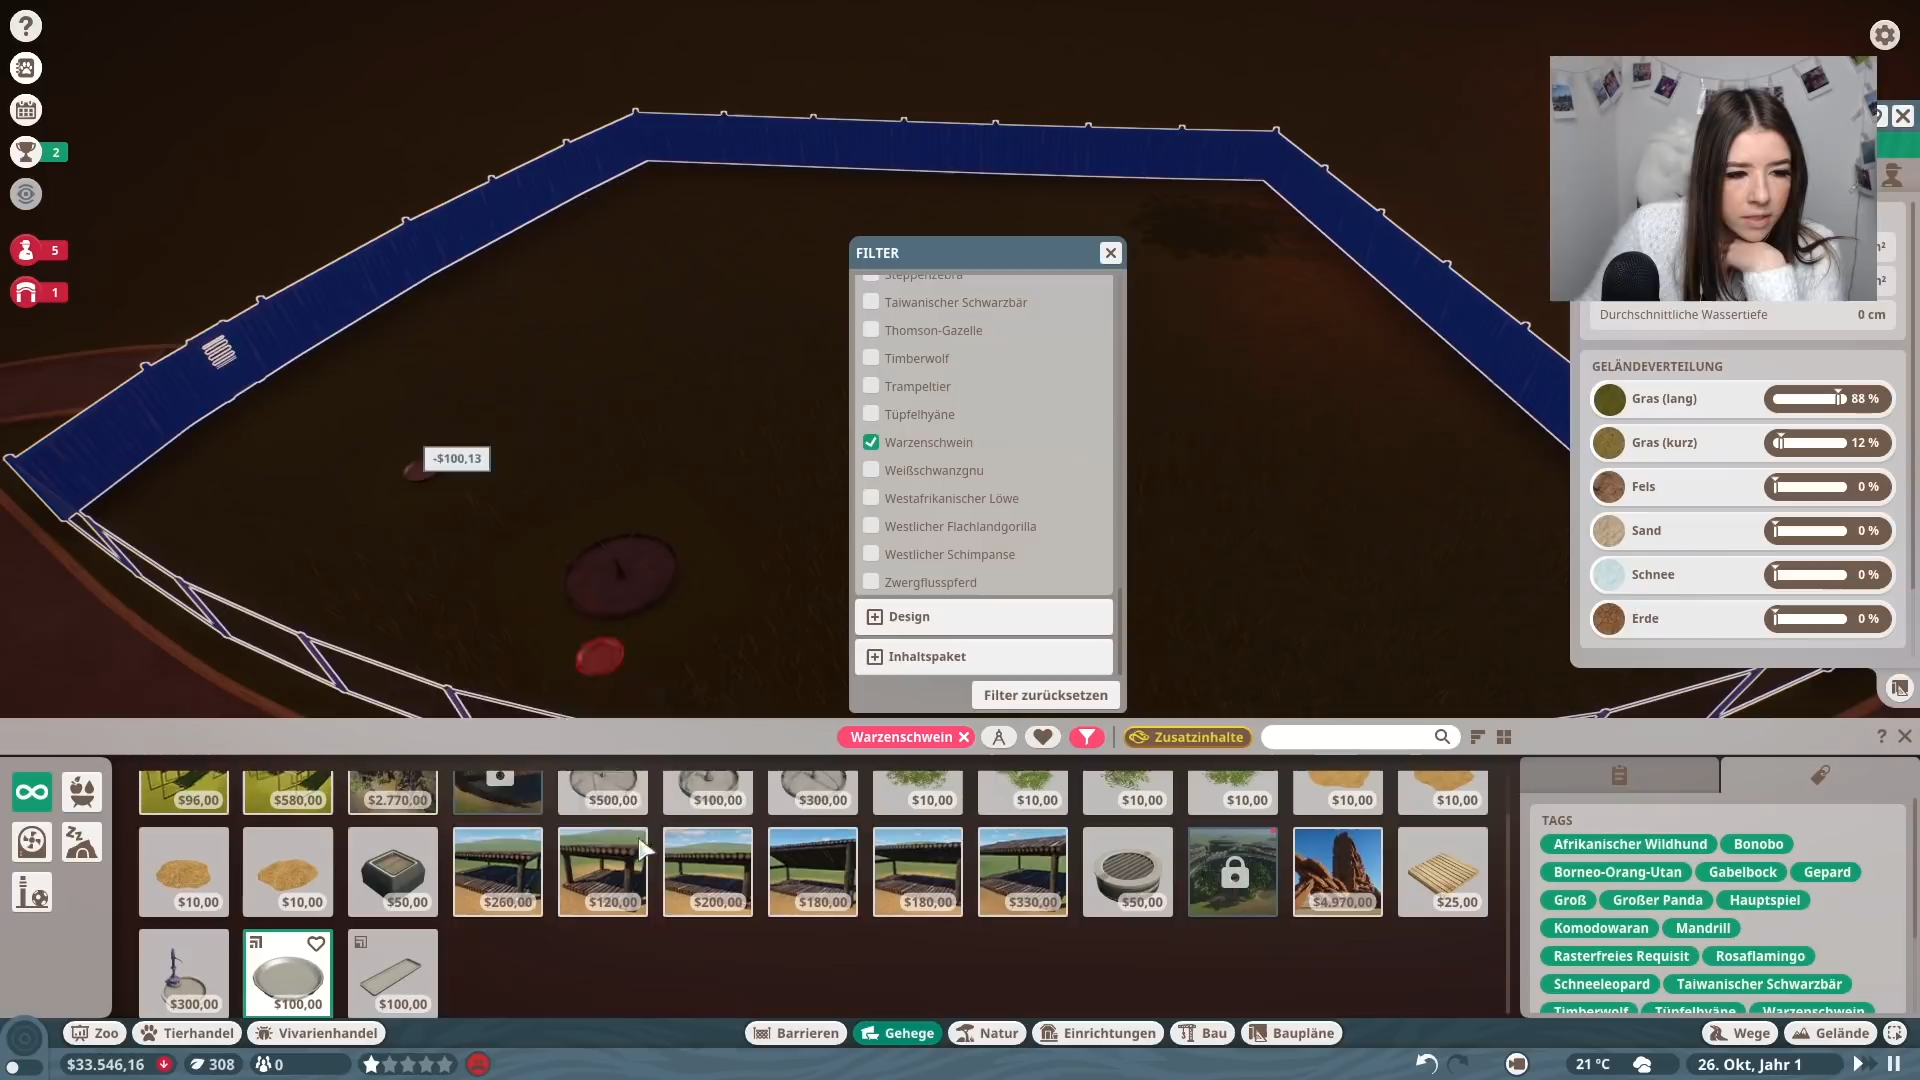 ?
2
5
1
-$100,13
FILTER
Steppenzebra
Taiwanischer Schwarzbär
Thomson-Gazelle
Timberwolf
Trampeltier
Tüpfelhyäne
Warzenschwein
Weißschwanzgnu
Westafrikanischer Löwe
Westlicher Flachlandgorilla
Westlicher Schimpanse
Zwergflusspferd
Design
Inhaltspaket
Filter zurücksetzen
Durchschnittliche Wassertiefe 0 cm
GELÄNDEVERTEILUNG
Gras (lang) 88 %
Gras (kurz) 12 %
Fels 0 %
Sand 0 %
Schnee 0 %
Erde 0 %
Warzenschwein
Zusatzinhalte
?
$96,00 $580,00 $2.770,00 $500,00 $100,00 $300,00 $10,00 $10,00 $10,00 $10,00 $10,00 $10,00
$10,00 $10,00 $50,00 $260,00 $120,00 $200,00 $180,00 $180,00 $330,00 $50,00 $4.970,00 $25,00
$300,00 $100,00 $100,00
TAGS
Afrikanischer Wildhund Bonobo
Borneo-Orang-Utan Gabelbock Gepard
Groß Großer Panda Hauptspiel
Komodowaran Mandrill
Rasterfreies Requisit Rosaflamingo
Schneeleopard Taiwanischer Schwarzbär
Timberwolf Tüpfelhyäne Warzenschwein
Zoo Tierhandel Vivarienhandel Barrieren Gehege Natur Einrichtungen Bau Baupläne Wege Gelände
$33.546,16 308 0 21 °C 26. Okt, Jahr 1